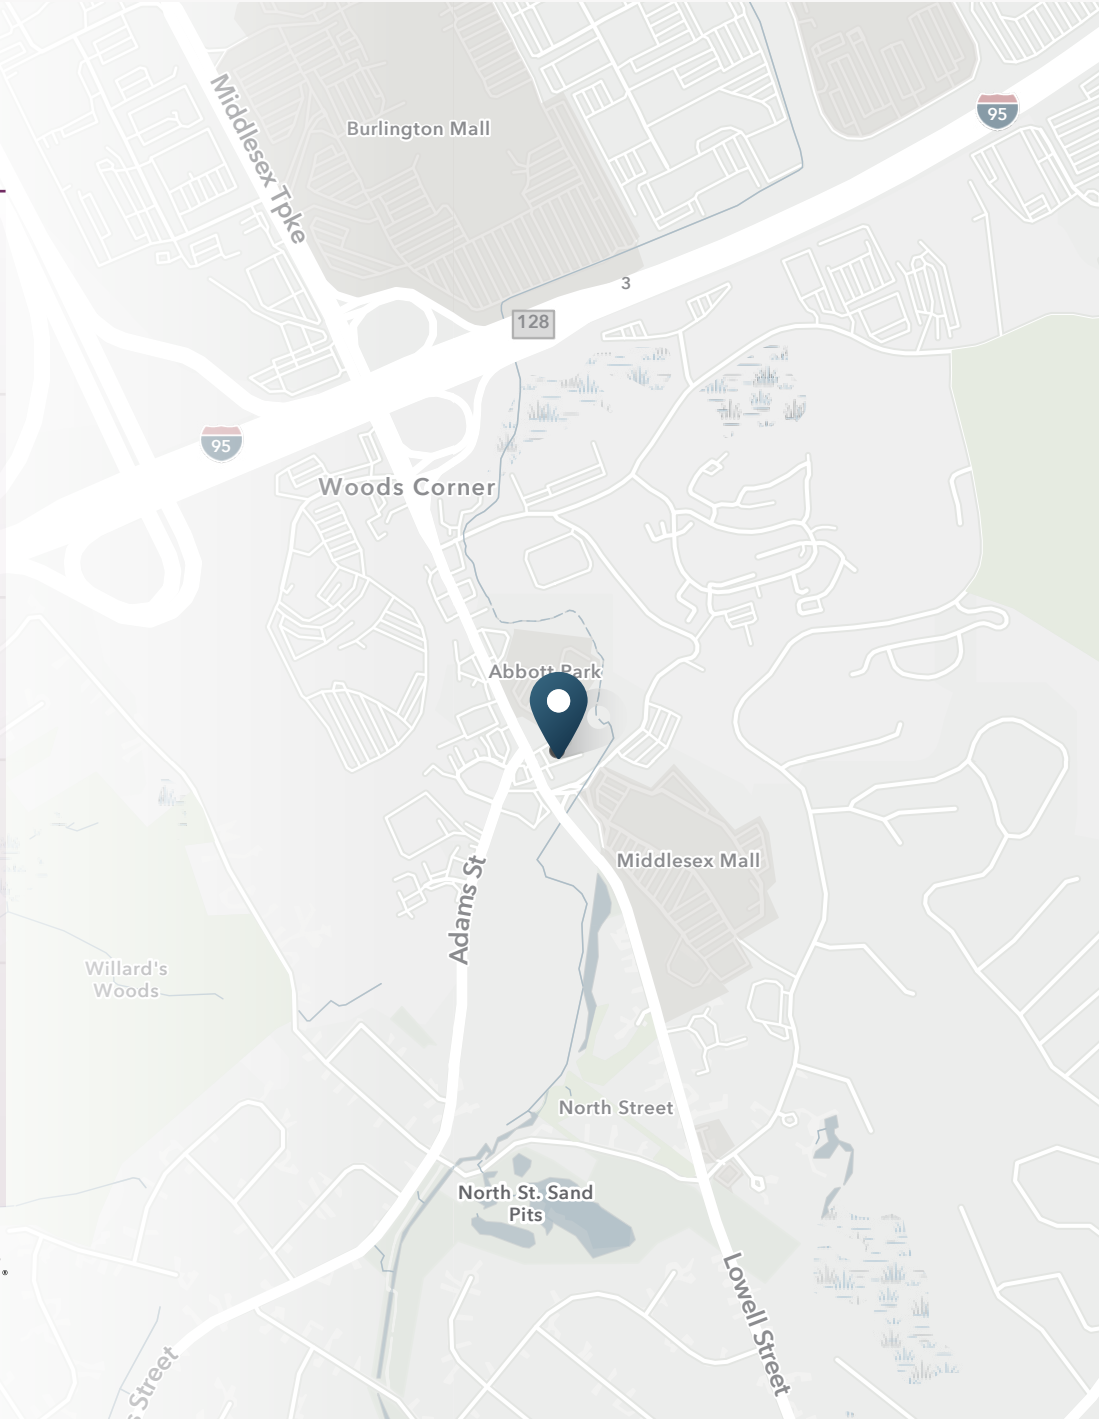 Middlesex Tpke
Burlington Mall
95
3
128
95
Woods Corner
Abbott Park
Middlesex Mall
Adams St
Willard's
Woods
North Street
North St. Sand
Pits
®
Lowell Street
Street